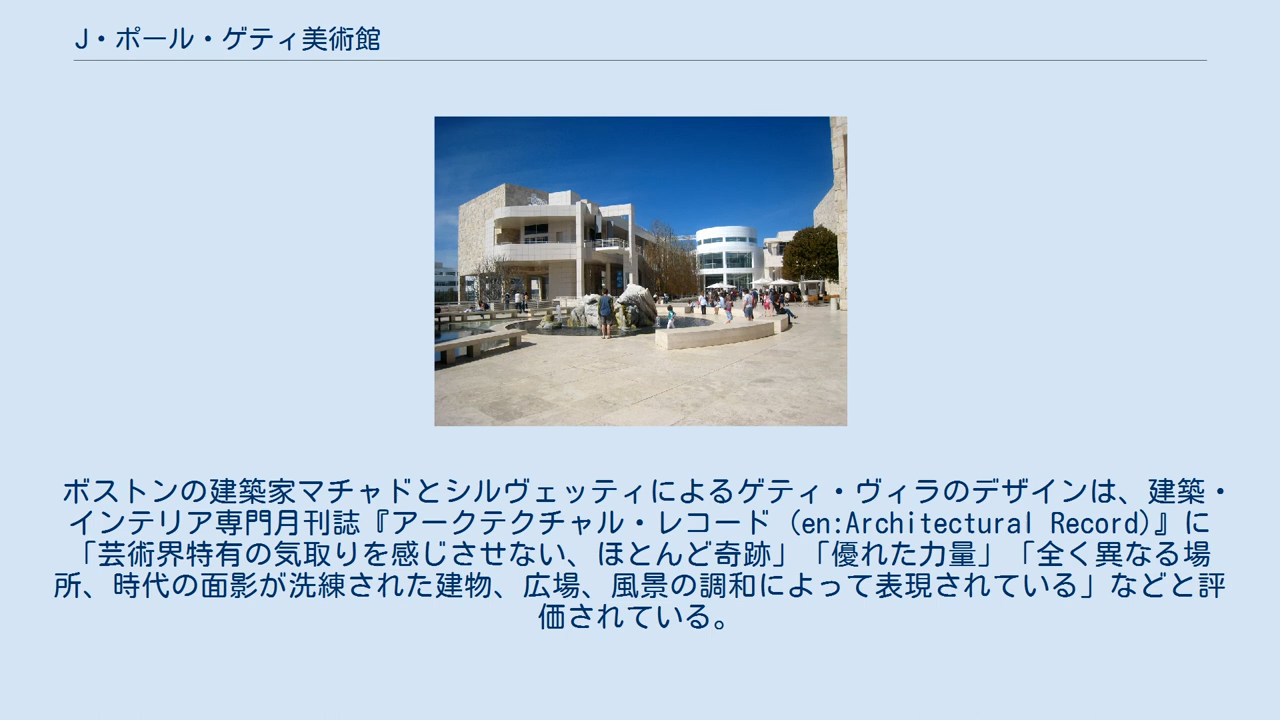 J・ポール・ゲティ美術館
ボストンの建築家マチャドとシルヴェッティによるゲティ・ヴィラのデザインは、建築・
インテリア専門月刊誌『アークテクチャル・レコード (en:Architectural Record)』に
「芸術界特有の気取りを感じさせない、ほとんど奇跡」「優れた力量」「全く異なる場
所、時代の面影が洗練された建物、広場、風景の調和によって表現されている」などと評
価されている。